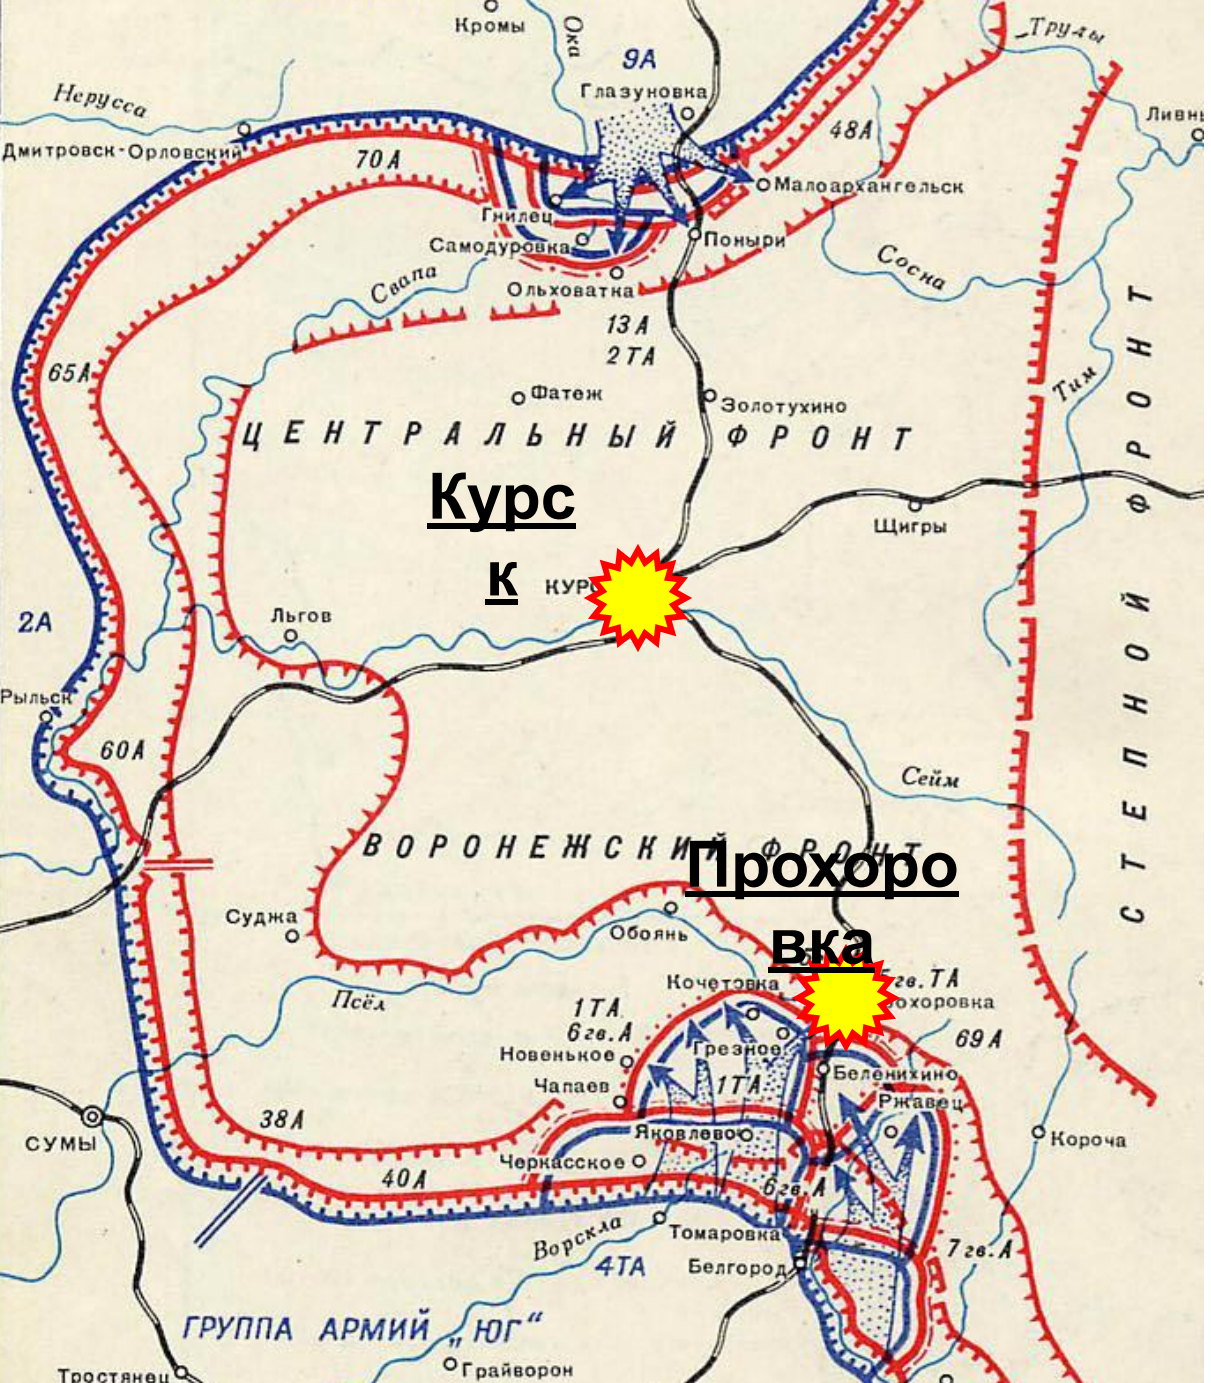 Кромы
Ока
9А
Глазуновка
Труды
Ливны
Нерусса
Дмитровск-Орловский
70А
48А
Малоархангельск
Гнилец
Самодуровка
Поныри
Сосна
Свапа
Ольховатка
13А
2ТА
65А
Фатеж
Золотухино
Тим
ЦЕНТРАЛЬНЫЙ ФРОНТ
СТЕПНОЙ ФРОНТ
Курс
к
Щигры
КУРС
2А
Льгов
Рыльск
60А
Сейм
ВОРОНЕЖСКИЙ ФРОНТ
Прохоро
вка
Суджа
Обоянь
Псёл
Кочетовка
5гв.ТА
охоровка
1ТА
6гв.А
69А
Новенькое
Грезное
Чапаев
1ТА
Беленихино
Ржавец
38А
Яковлево
Короча
СУМЫ
Черкасское
40А
6гв.А
Ворскла
Томаровка
7гв.А
4ТА
Белгород
ГРУППА АРМИЙ „ЮГ“
Грайворон
Тростянец